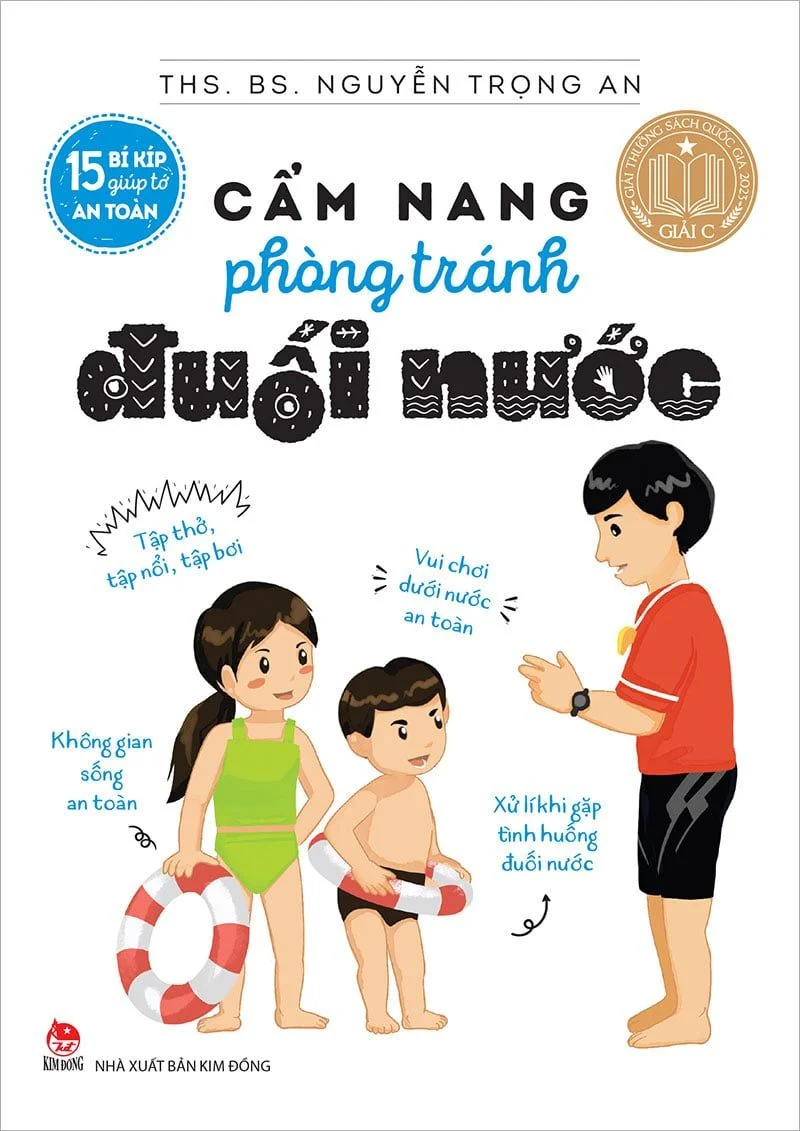 THS. BS. NGUYỄN TRỌNG AN
15 BÍ KÍP
giúp tớ
AN TOÀN
GIẢI THƯỞNG SÁCH QUỐC GIA 2023
GIẢI C
CẨM NANG
phòng tránh
đuối nước
Tập thở,
tập nổi, tập bơi
Vui chơi
dưới nước
an toàn
Không gian
sống
an toàn
Xử lí khi gặp
tình huống
đuối nước
KIM ĐỒNG
NHÀ XUẤT BẢN KIM ĐỒNG